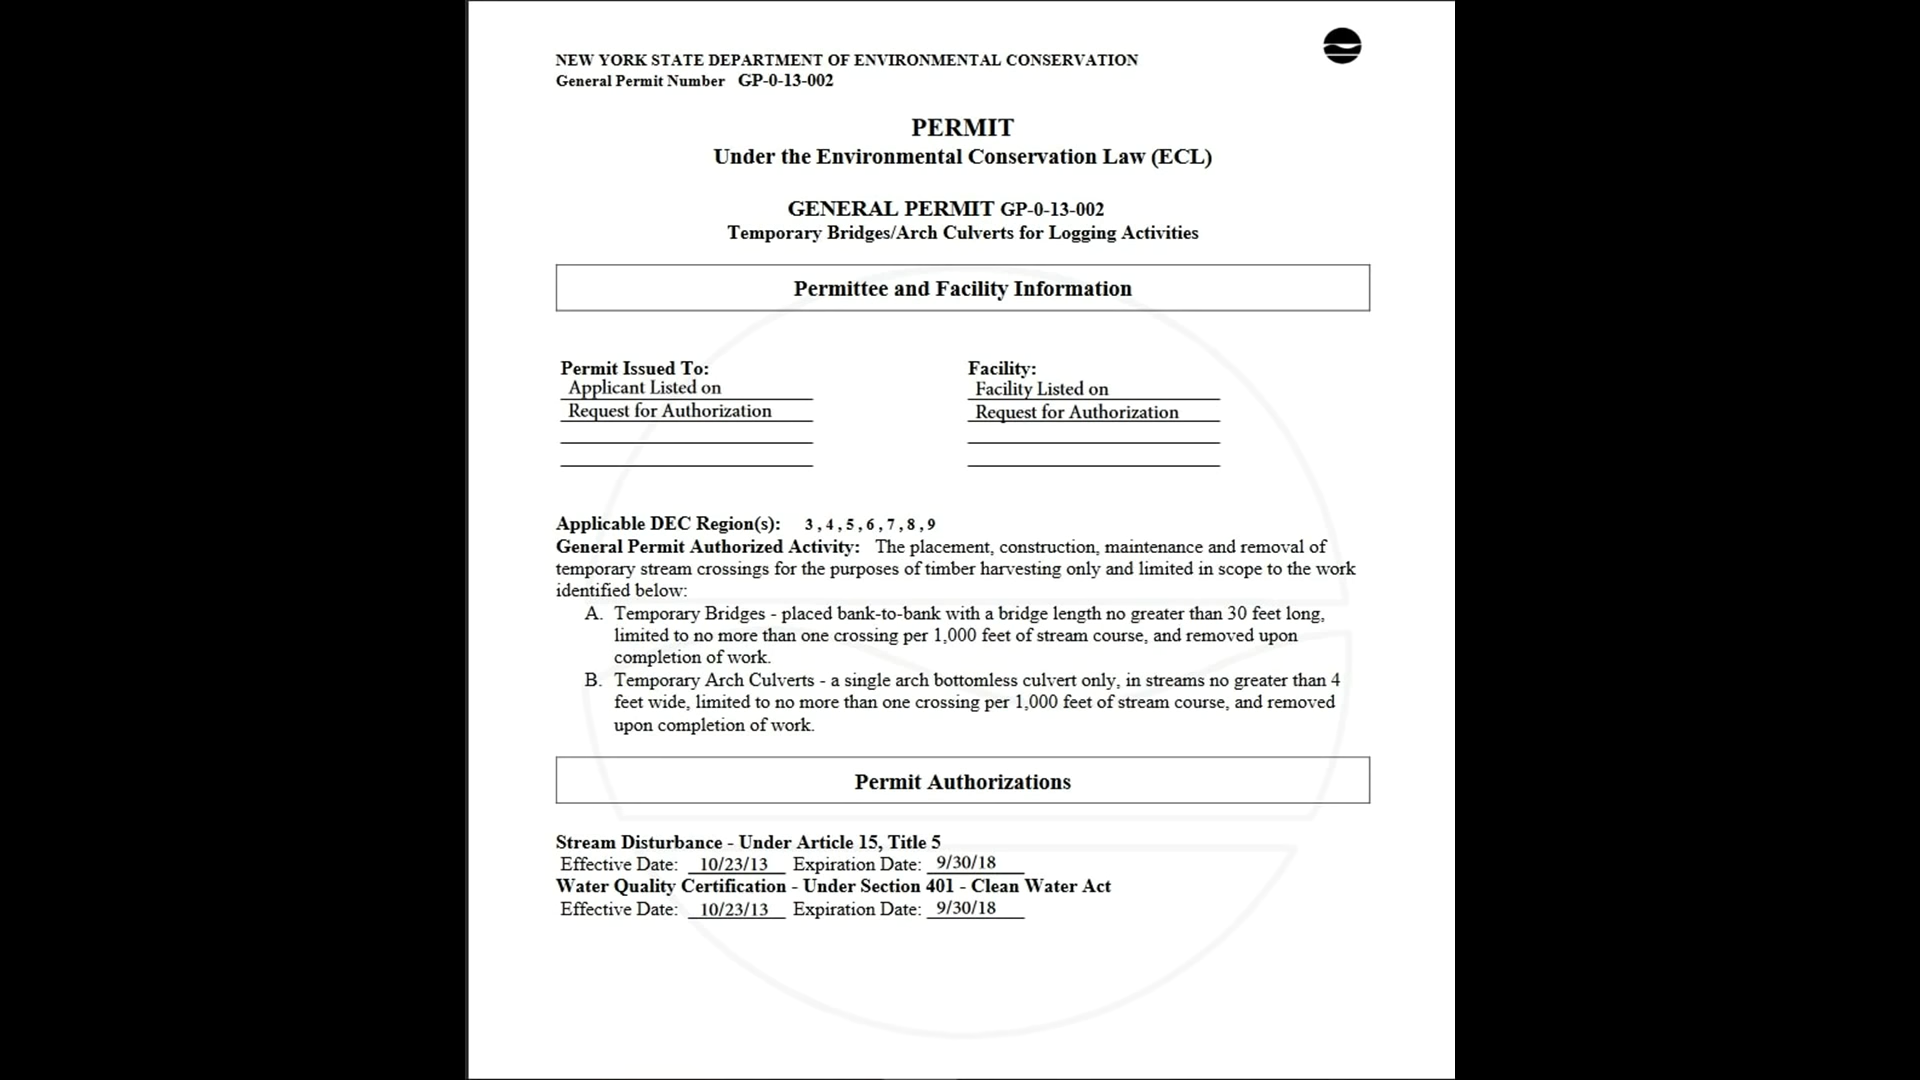 NEW YORK STATE DEPARTMENT OF ENVIRONMENTAL CONSERVATION
General Permit Number GP-0-13-002
PERMIT
Under the Environmental Conservation Law (ECL)
GENERAL PERMIT GP-0-13-002
Temporary Bridges/Arch Culverts for Logging Activities
Permittee and Facility Information
Permit Issued To:
Applicant Listed on
Request for Authorization
Facility:
Facility Listed on
Request for Authorization
Applicable DEC Region(s): 3 , 4 , 5 , 6 , 7 , 8 , 9
General Permit Authorized Activity: The placement, construction, maintenance and removal of
temporary stream crossings for the purposes of timber harvesting only and limited in scope to the work
identified below:
A. Temporary Bridges - placed bank-to-bank with a bridge length no greater than 30 feet long,
limited to no more than one crossing per 1,000 feet of stream course, and removed upon
completion of work.
B. Temporary Arch Culverts - a single arch bottomless culvert only, in streams no greater than 4
feet wide, limited to no more than one crossing per 1,000 feet of stream course, and removed
upon completion of work.
Permit Authorizations
Stream Disturbance - Under Article 15, Title 5
Effective Date: 10/23/13 Expiration Date: 9/30/18
Water Quality Certification - Under Section 401 - Clean Water Act
Effective Date: 10/23/13 Expiration Date: 9/30/18